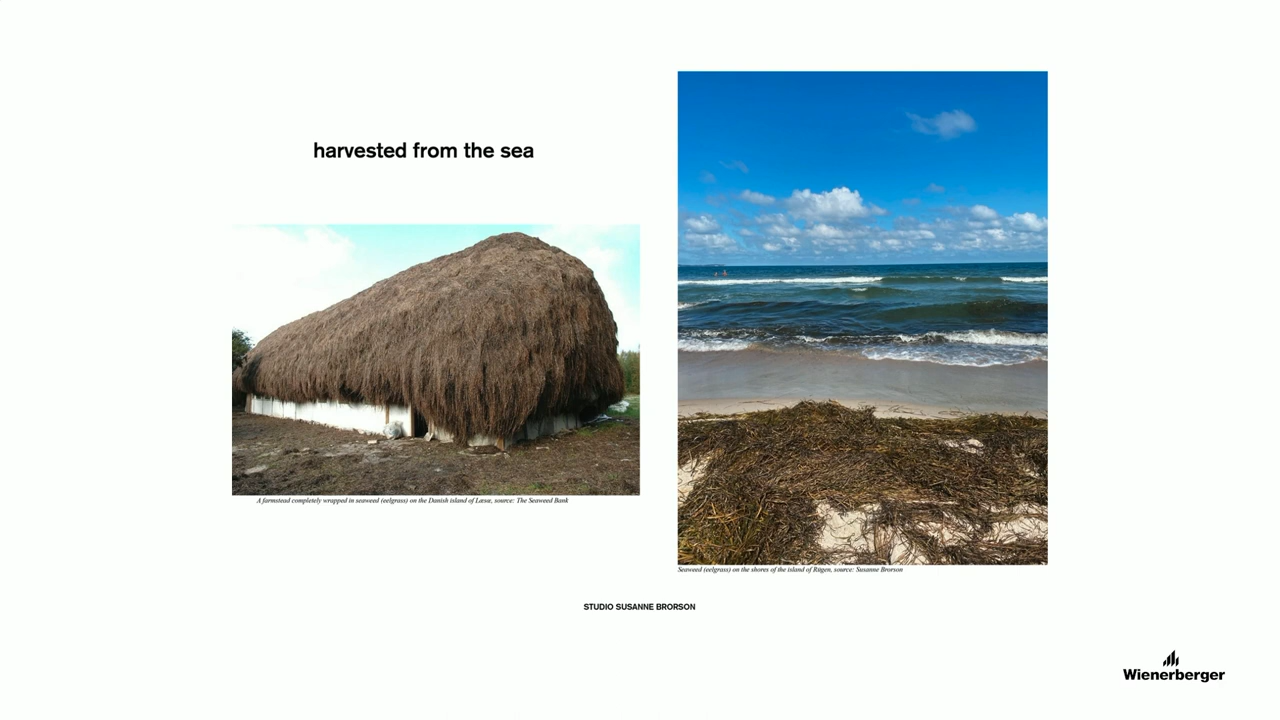 harvested from the sea
A farmstead completely wrapped in seaweed (eelgrass) on the Danish island of Læsø, source: The Seaweed Bank
Seaweed (eelgrass) on the shores of the island of Rügen, source: Susanne Brorson
STUDIO SUSANNE BRORSON
Wienerberger